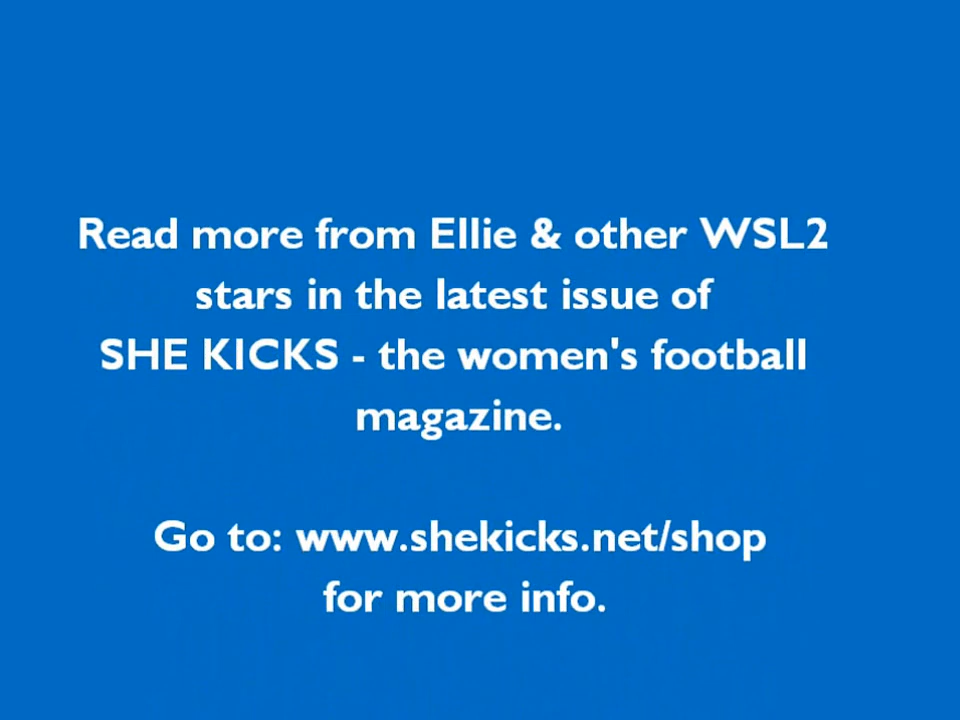 Read more from Ellie & other WSL2
stars in the latest issue of
SHE KICKS - the women's football
magazine.
Go to: www.shekicks.net/shop
for more info.